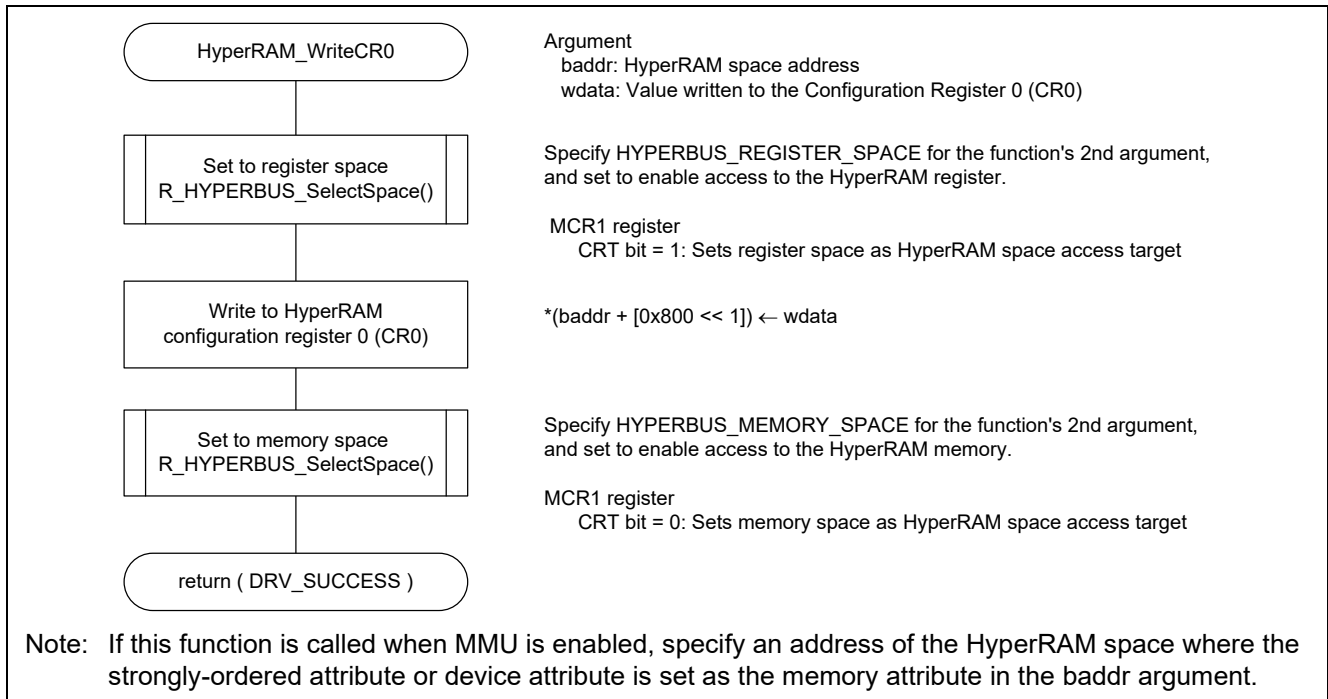 HyperRAM_WriteCR0
Argument
baddr: HyperRAM space address
wdata: Value written to the Configuration Register 0 (CR0)
Set to register space
R_HYPERBUS_SelectSpace()
Specify HYPERBUS_REGISTER_SPACE for the function's 2nd argument,
and set to enable access to the HyperRAM register.
MCR1 register
CRT bit = 1: Sets register space as HyperRAM space access target
Write to HyperRAM
configuration register 0 (CR0)
*(baddr + [0x800 << 1]) ← wdata
Set to memory space
R_HYPERBUS_SelectSpace()
Specify HYPERBUS_MEMORY_SPACE for the function's 2nd argument,
and set to enable access to the HyperRAM memory.
MCR1 register
CRT bit = 0: Sets memory space as HyperRAM space access target
return ( DRV_SUCCESS )
Note: If this function is called when MMU is enabled, specify an address of the HyperRAM space where the
strongly-ordered attribute or device attribute is set as the memory attribute in the baddr argument.